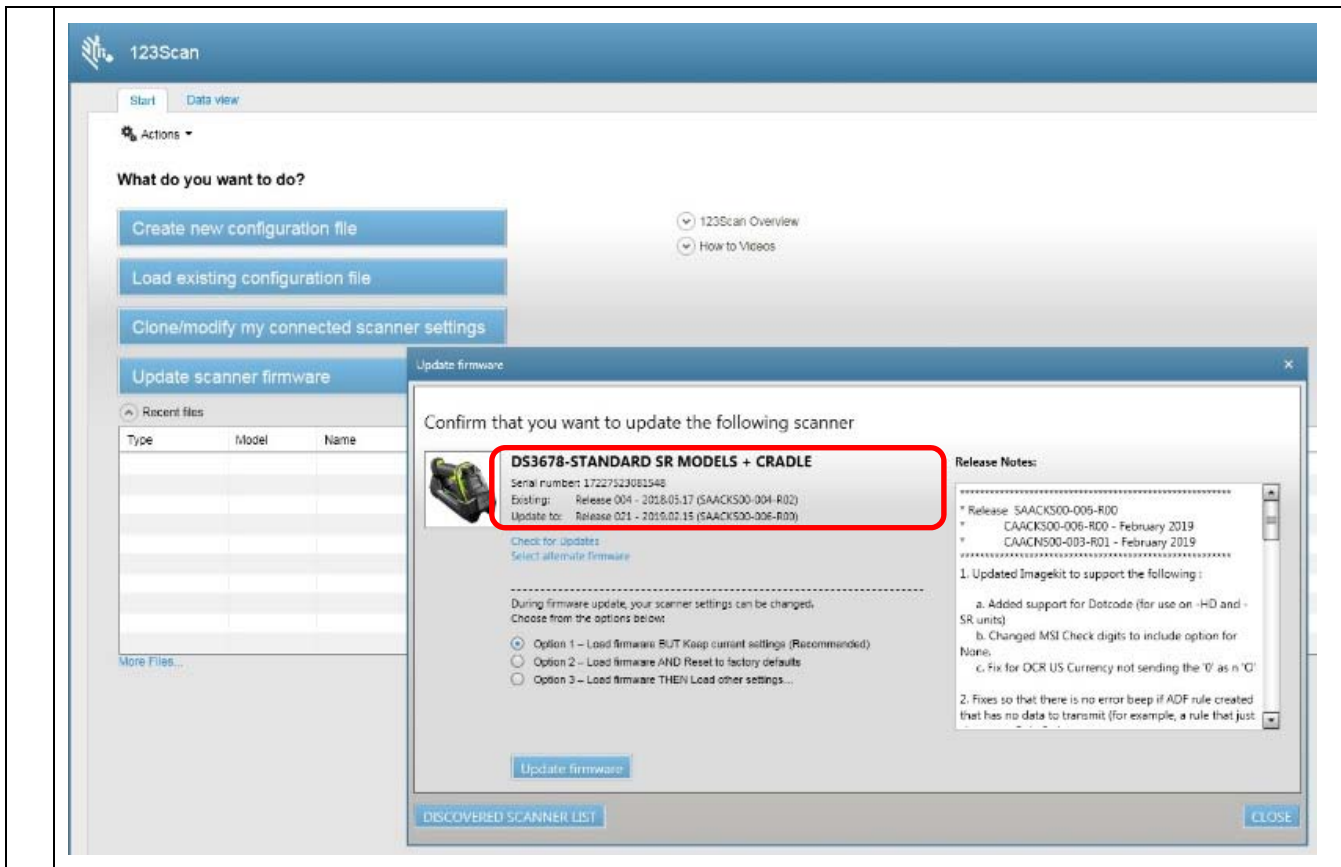 123Scan
Start Data view
Actions
What do you want to do?
Create new configuration file
Load existing configuration file
Clone/modify my connected scanner settings
Update scanner firmware
123Scan Overview
How to Videos
Recent files
Type Model Name
More Files...
Update firmware
Confirm that you want to update the following scanner
DS3678-STANDARD SR MODELS + CRADLE
Serial number: 17227523081548
Existing: Release 004 - 2018.05.17 (SAACKS00-004-R02)
Update to: Release 021 - 2019.02.15 (SAACKS00-006-R00)
Check for Updates
Select alternate firmware
During firmware update, your scanner settings can be changed.
Choose from the options below:
Option 1 – Load firmware BUT Keep current settings (Recommended)
Option 2 – Load firmware AND Reset to factory defaults
Option 3 – Load firmware THEN Load other settings...
Update firmware
Release Notes:
* Release SAACKS00-006-R00
* CAACKS00-006-R00 - February 2019
* CAACNS00-003-R01 - February 2019
1. Updated Imagekit to support the following :
a. Added support for Dotcode (for use on -HD and -
SR units)
b. Changed MSI Check digits to include option for
None.
c. Fix for OCR US Currency not sending the '0' as n 'O'
2. Fixes so that there is no error beep if ADF rule created
that has no data to transmit (for example, a rule that just
DISCOVERED SCANNER LIST
CLOSE